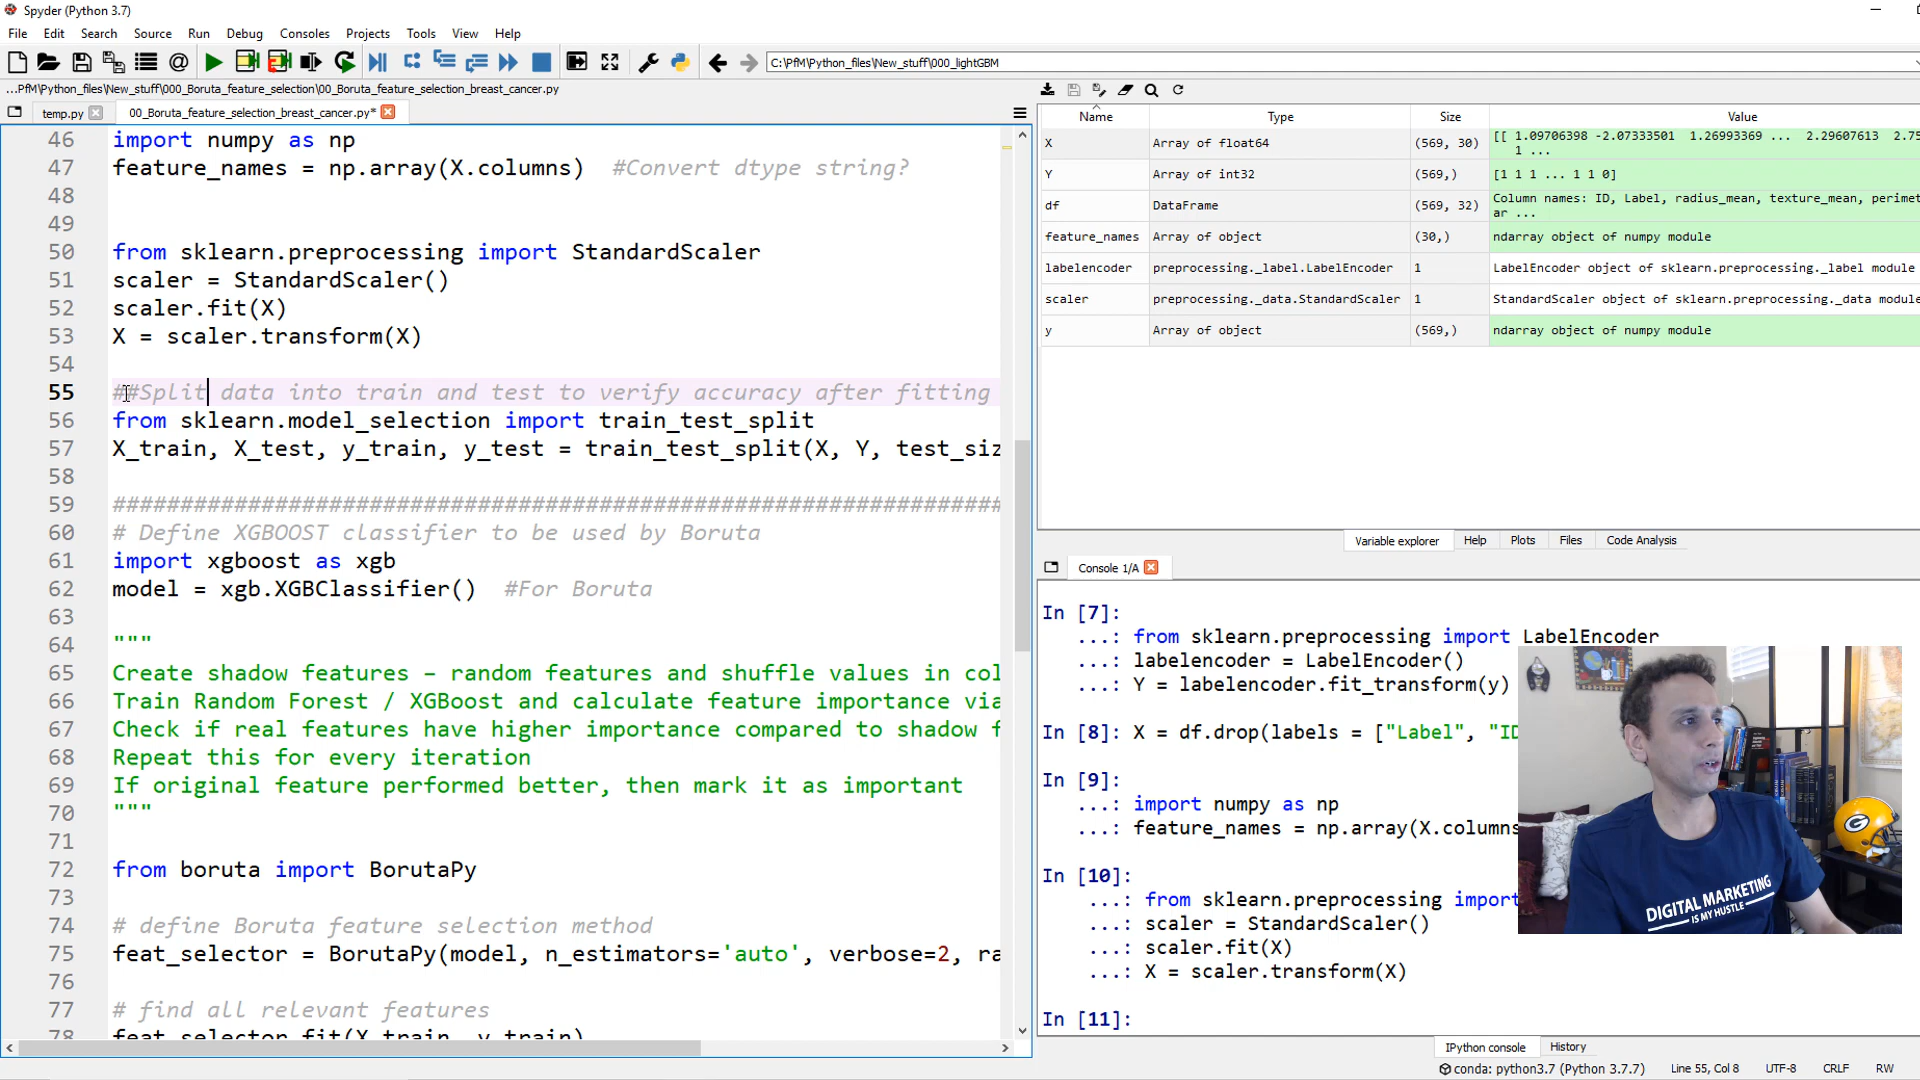 Spyder (Python 3.7)
File Edit Search Source Run Debug Consoles Projects Tools View Help
C:\PfM\Python_files\New_stuff\000_lightGBM
...PfM\Python_files\New_stuff\000_Boruta_feature_selection\00_Boruta_feature_selection_breast_cancer.py
temp.py 00_Boruta_feature_selection_breast_cancer.py*
46 import numpy as np
47 feature_names = np.array(X.columns)  #Convert dtype string?
48
49
50 from sklearn.preprocessing import StandardScaler
51 scaler = StandardScaler()
52 scaler.fit(X)
53 X = scaler.transform(X)
54
55 ##Split data into train and test to verify accuracy after fitting
56 from sklearn.model_selection import train_test_split
57 X_train, X_test, y_train, y_test = train_test_split(X, Y, test_siz
58
59 ##################################################################
60 # Define XGBOOST classifier to be used by Boruta
61 import xgboost as xgb
62 model = xgb.XGBClassifier()  #For Boruta
63
64 """
65 Create shadow features – random features and shuffle values in col
66 Train Random Forest / XGBoost and calculate feature importance via
67 Check if real features have higher importance compared to shadow f
68 Repeat this for every iteration
69 If original feature performed better, then mark it as important
70 """
71
72 from boruta import BorutaPy
73
74 # define Boruta feature selection method
75 feat_selector = BorutaPy(model, n_estimators='auto', verbose=2, ra
76
77 # find all relevant features
78 feat_selector.fit(X_train, y_train)
Name Type Size Value
X Array of float64 (569, 30) [[ 1.09706398 -2.07333501 1.26993369 ... 2.29607613 2.75
1 ...
Y Array of int32 (569,) [1 1 1 ... 1 1 0]
df DataFrame (569, 32) Column names: ID, Label, radius_mean, texture_mean, perimet
ar ...
feature_names Array of object (30,) ndarray object of numpy module
labelencoder preprocessing._label.LabelEncoder 1 LabelEncoder object of sklearn.preprocessing._label module
scaler preprocessing._data.StandardScaler 1 StandardScaler object of sklearn.preprocessing._data module
y Array of object (569,) ndarray object of numpy module
Variable explorer Help Plots Files Code Analysis
Console 1/A
In [7]:
...: from sklearn.preprocessing import LabelEncoder
...: labelencoder = LabelEncoder()
...: Y = labelencoder.fit_transform(y)
In [8]: X = df.drop(labels = ["Label", "ID
In [9]:
...: import numpy as np
...: feature_names = np.array(X.columns
In [10]:
...: from sklearn.preprocessing import
...: scaler = StandardScaler()
...: scaler.fit(X)
...: X = scaler.transform(X)
In [11]:
DIGITAL MARKETING
IS MY HUSTLE
IPython console History
conda: python3.7 (Python 3.7.7) Line 55, Col 8 UTF-8 CRLF RW